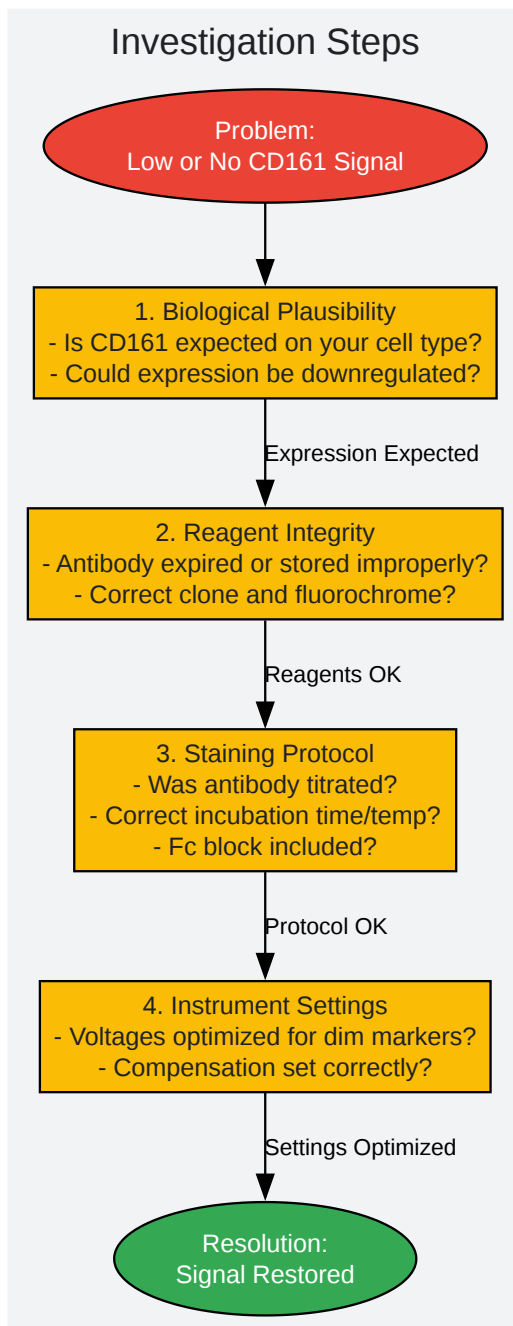 Investigation Steps
Problem:
Low or No CD161 Signal
1. Biological Plausibility
- Is CD161 expected on your cell type?
- Could expression be downregulated?
Expression Expected
2. Reagent Integrity
- Antibody expired or stored improperly?
- Correct clone and fluorochrome?
Reagents OK
3. Staining Protocol
- Was antibody titrated?
- Correct incubation time/temp?
- Fc block included?
Protocol OK
4. Instrument Settings
- Voltages optimized for dim markers?
- Compensation set correctly?
Settings Optimized
Resolution:
Signal Restored